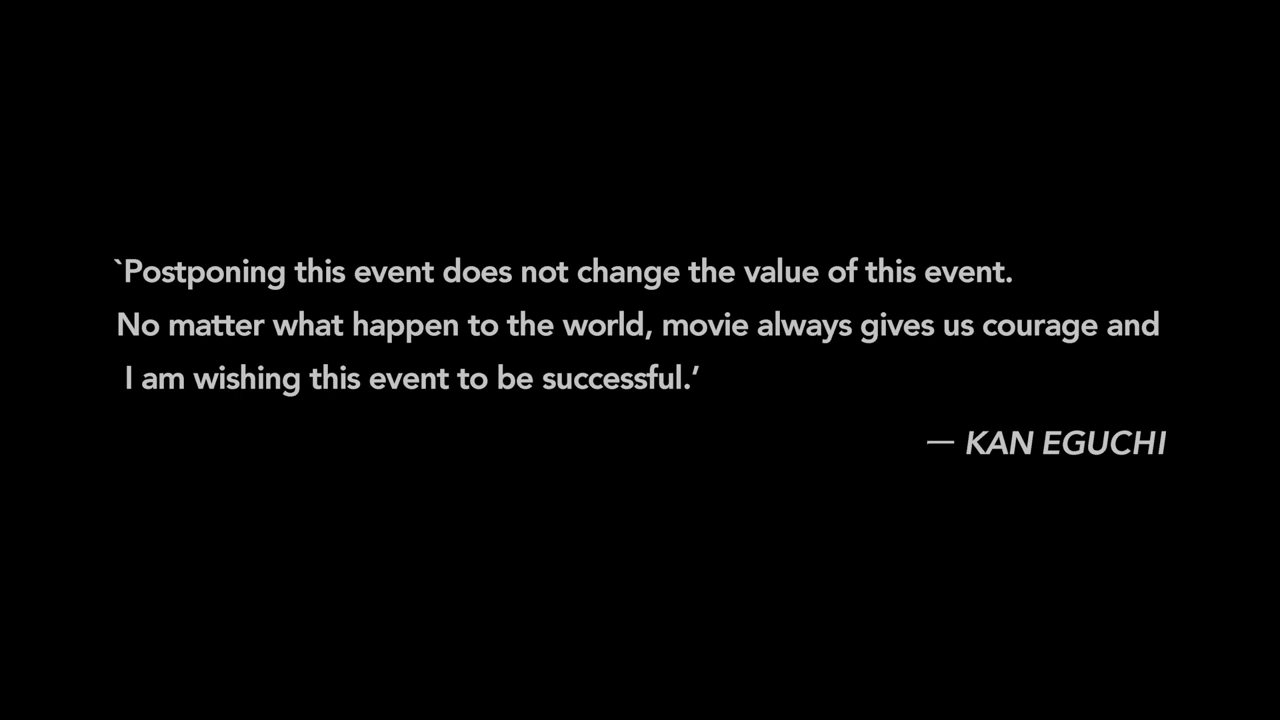 `Postponing this event does not change the value of this event.
No matter what happen to the world, movie always gives us courage and
I am wishing this event to be successful.’
— KAN EGUCHI